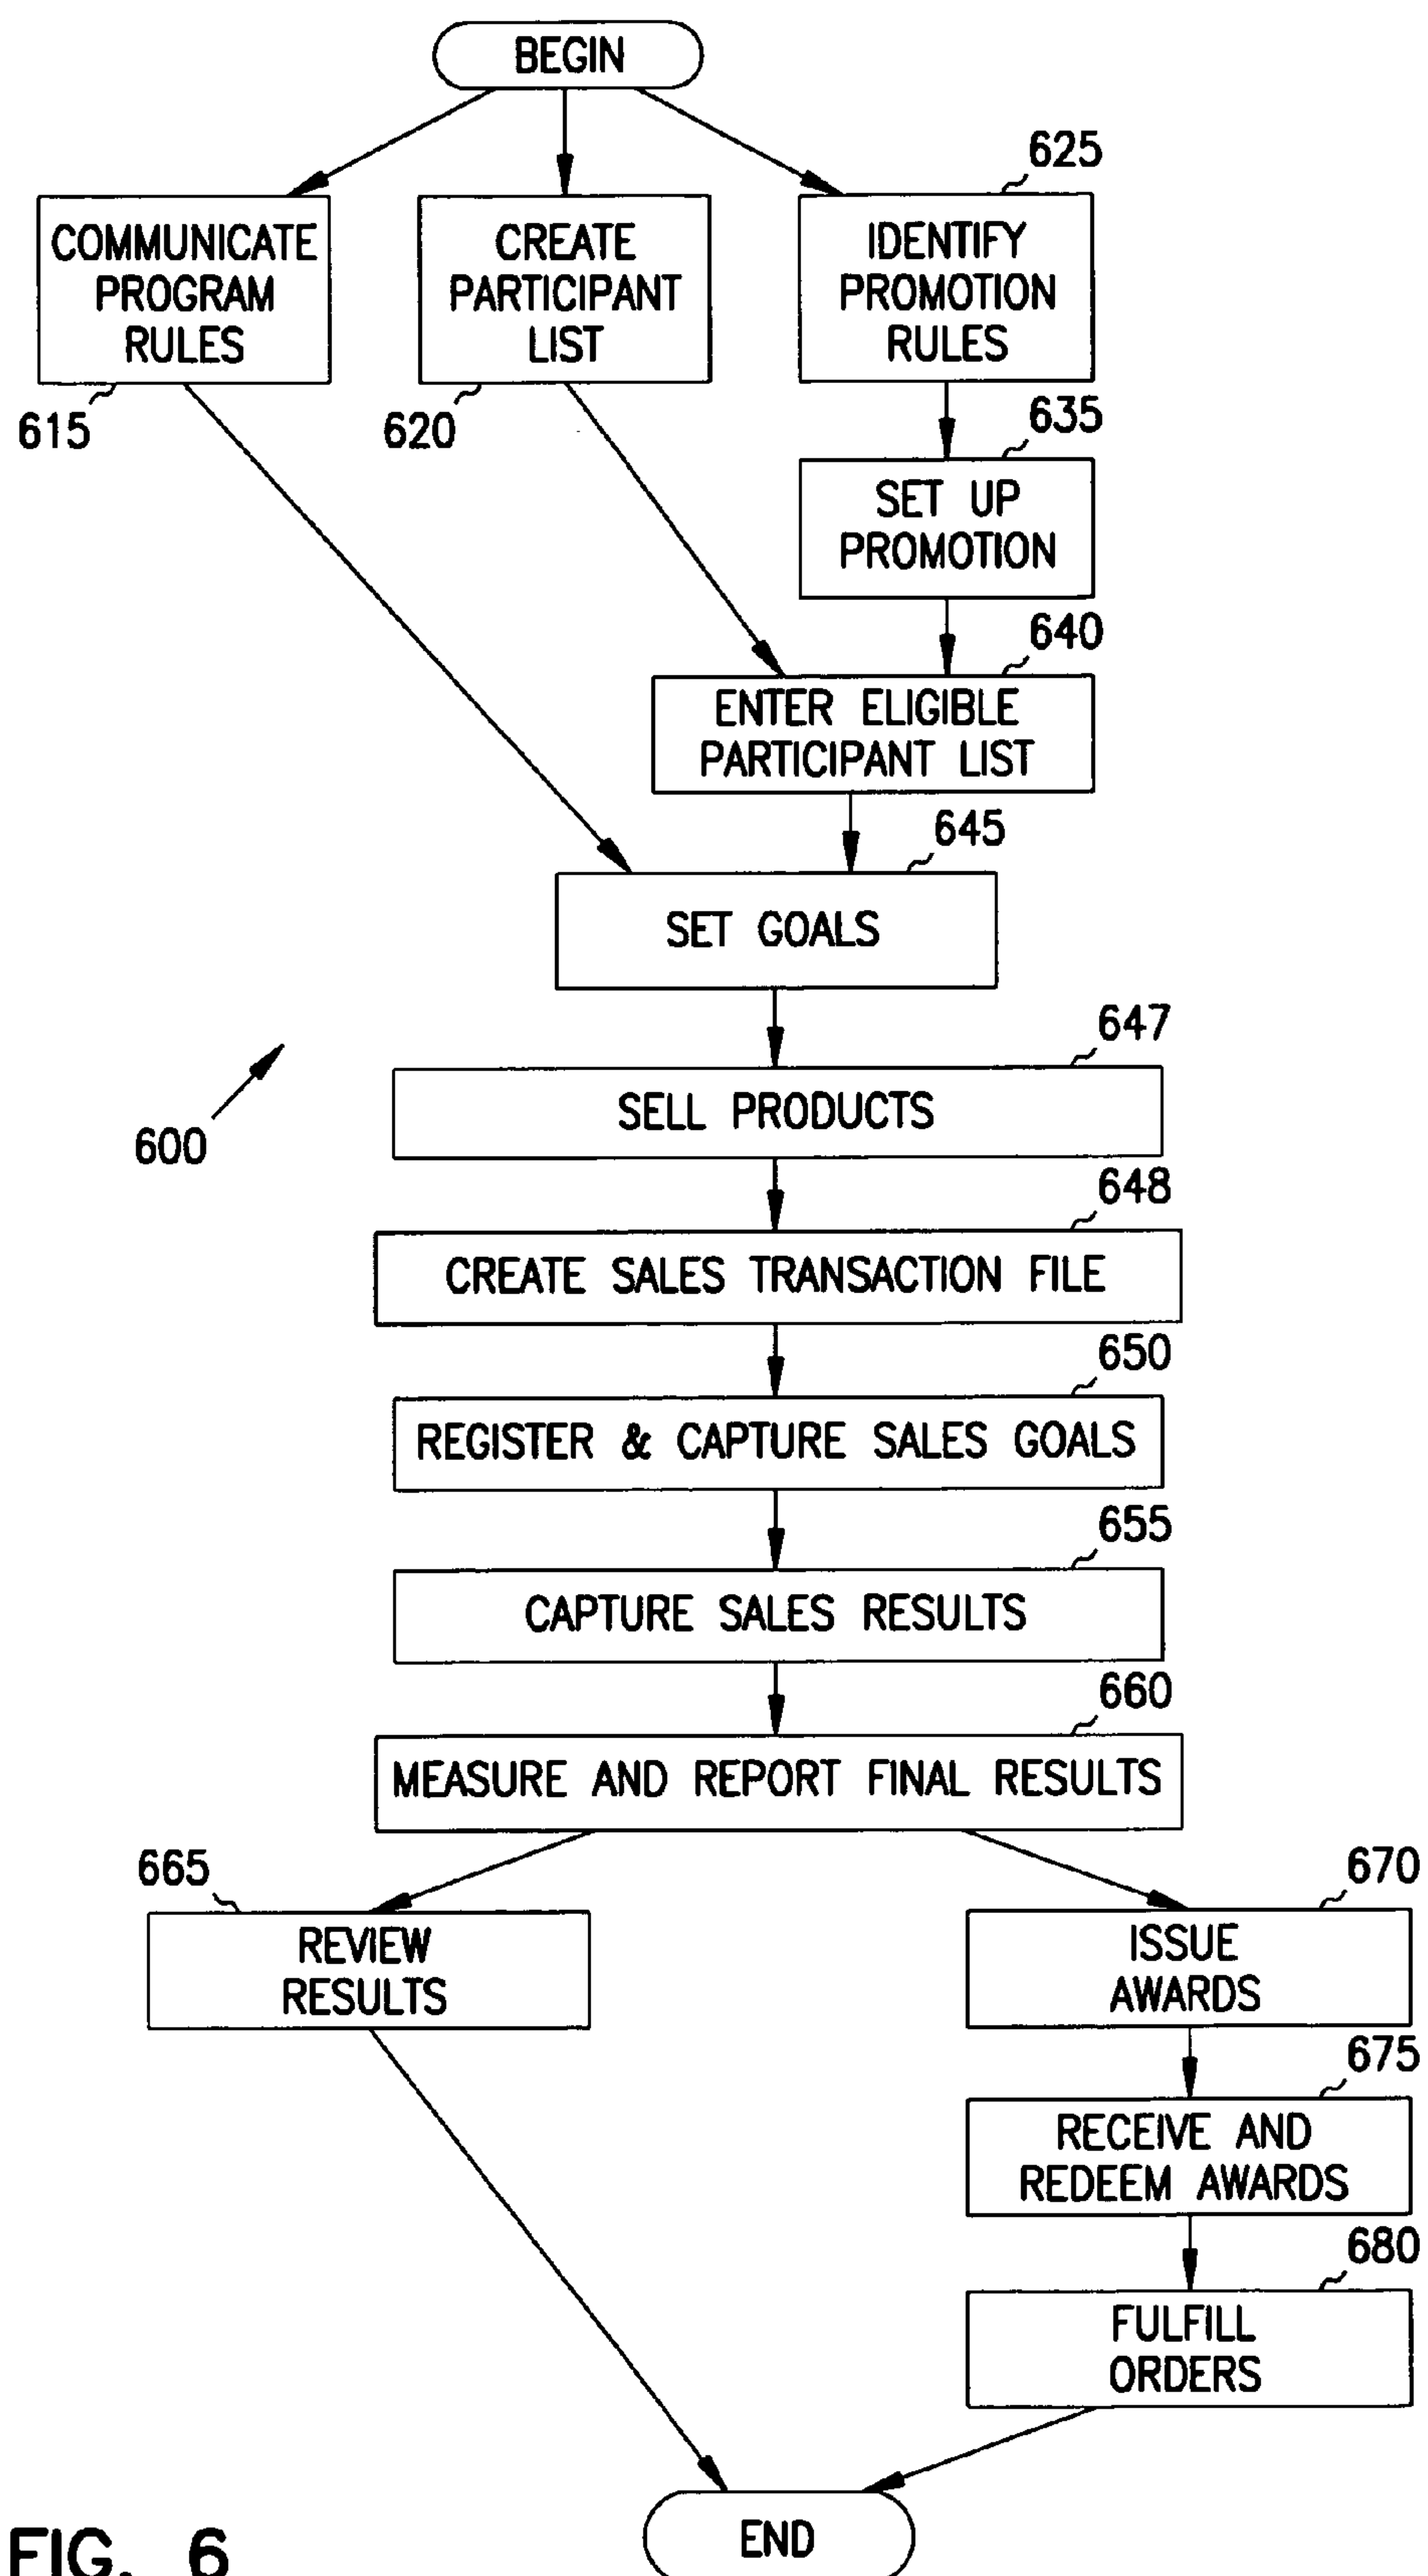 BEGIN
625
COMMUNICATE
PROGRAM
RULES
CREATE
PARTICIPANT
LIST
IDENTIFY
PROMOTION
RULES
615
620
635
SET UP
PROMOTION
640
ENTER ELIGIBLE
PARTICIPANT LIST
645
SET GOALS
647
SELL PRODUCTS
600
648
CREATE SALES TRANSACTION FILE
650
REGISTER & CAPTURE SALES GOALS
655
CAPTURE SALES RESULTS
660
MEASURE AND REPORT FINAL RESULTS
665
REVIEW
RESULTS
670
ISSUE
AWARDS
675
RECEIVE AND
REDEEM AWARDS
680
FULFILL
ORDERS
END
FIG. 6